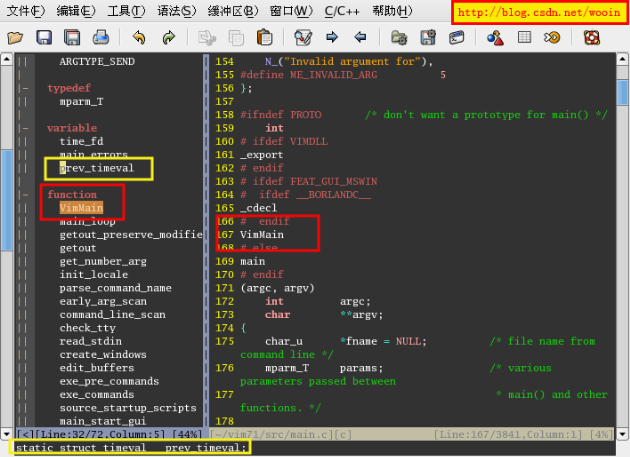 文件(F) 编辑(E) 工具(T) 语法(S) 缓冲区(B) 窗口(W) C/C++ 帮助(H)
http://blog.csdn.net/wooin
|| ARGTYPE_SEND
|
|- typedef
|| mparm_T
|
|- variable
|| time_fd
|| main_errors
|| prev_timeval
|
|- function
|| VimMain
|| main_loop
|| getout_preserve_modifie
|| getout
|| get_number_arg
|| init_locale
|| parse_command_name
|| early_arg_scan
|| command_line_scan
|| check_tty
|| read_stdin
|| create_windows
|| edit_buffers
|| exe_pre_commands
|| exe_commands
|| source_startup_scripts
|| main_start_gui
154 N_("Invalid argument for"),
155 #define ME_INVALID_ARG 5
156 };
157
158 #ifndef PROTO /* don't want a prototype for main() */
159 int
160 # ifdef VIMDLL
161 _export
162 # endif
163 # ifdef FEAT_GUI_MSWIN
164 # ifdef __BORLANDC__
165 _cdecl
166 # endif
167 VimMain
168 # else
169 main
170 # endif
171 (argc, argv)
172 int argc;
173 char **argv;
174 {
175 char_u *fname = NULL; /* file name from
command line */
176 mparm_T params; /* various
parameters passed between
177 * main() and other
functions. */
178
[<][Line:32/72,Column:5] [44%]
[~/vim71/src/main.c][c] [Line:167/3841,Column:1] [4%]
static struct timeval prev_timeval;